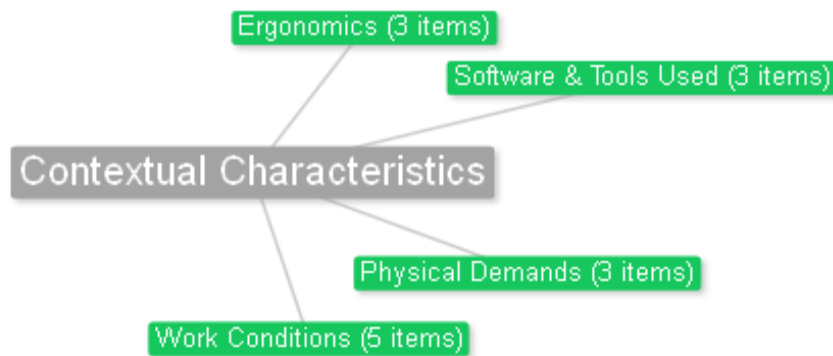 Ergonomics (3 items)
Software & Tools Used (3 items)
Contextual Characteristics
Physical Demands (3 items)
Work Conditions (5 items)